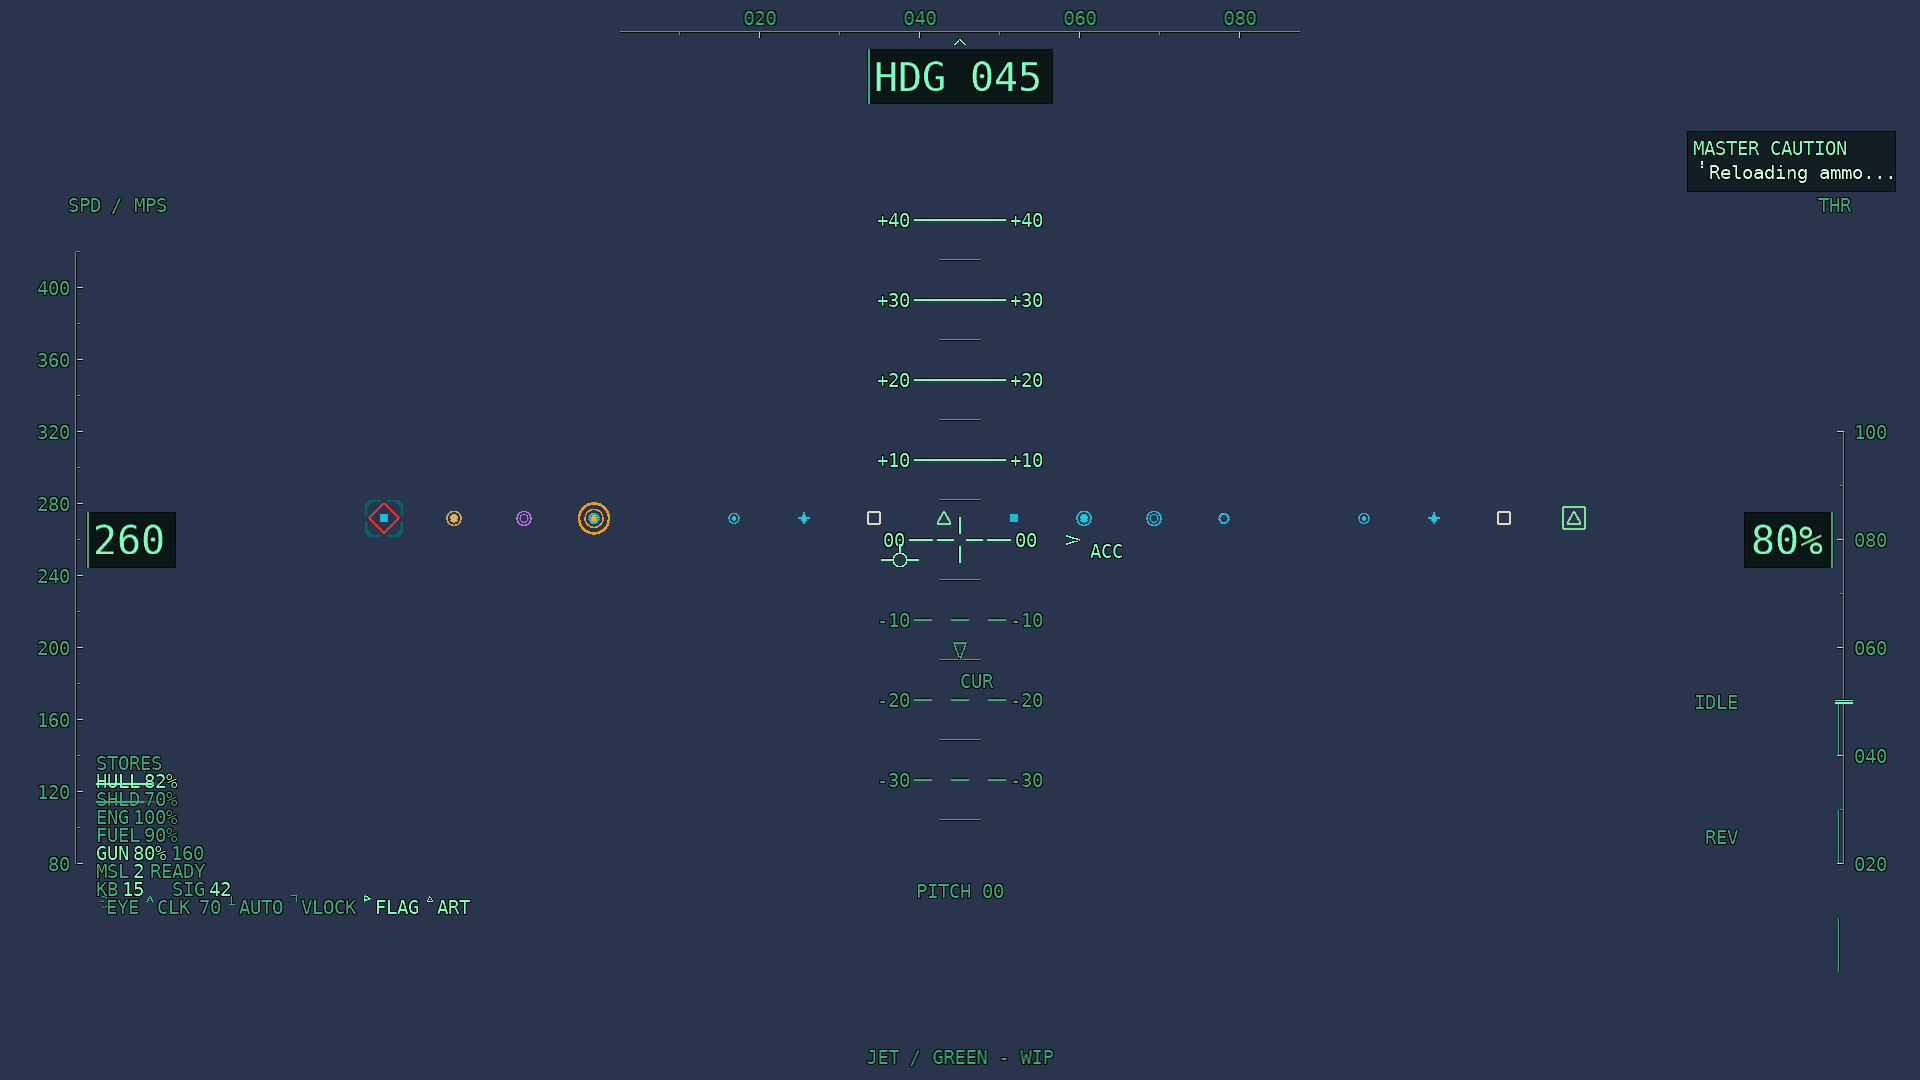 020 040 060 080
HDG 045
MASTER CAUTION
!Reloading ammo...
SPD / MPS
THR
+40 +40
400
+30 +30
360
+20 +20
320
100
+10 +10
280
260
00 00
ACC
80%
080
240
-10 -10
200
060
CUR
-20 -20
IDLE
160
040
STORES
HULL 82%
-30 -30
120
SHLD 70%
ENG 100%
FUEL 90%
REV
GUN 80% 160
80
020
MSL 2 READY
KB 15 SIG 42
PITCH 00
EYE CLK 70 AUTO VLOCK FLAG ART
JET / GREEN - WIP